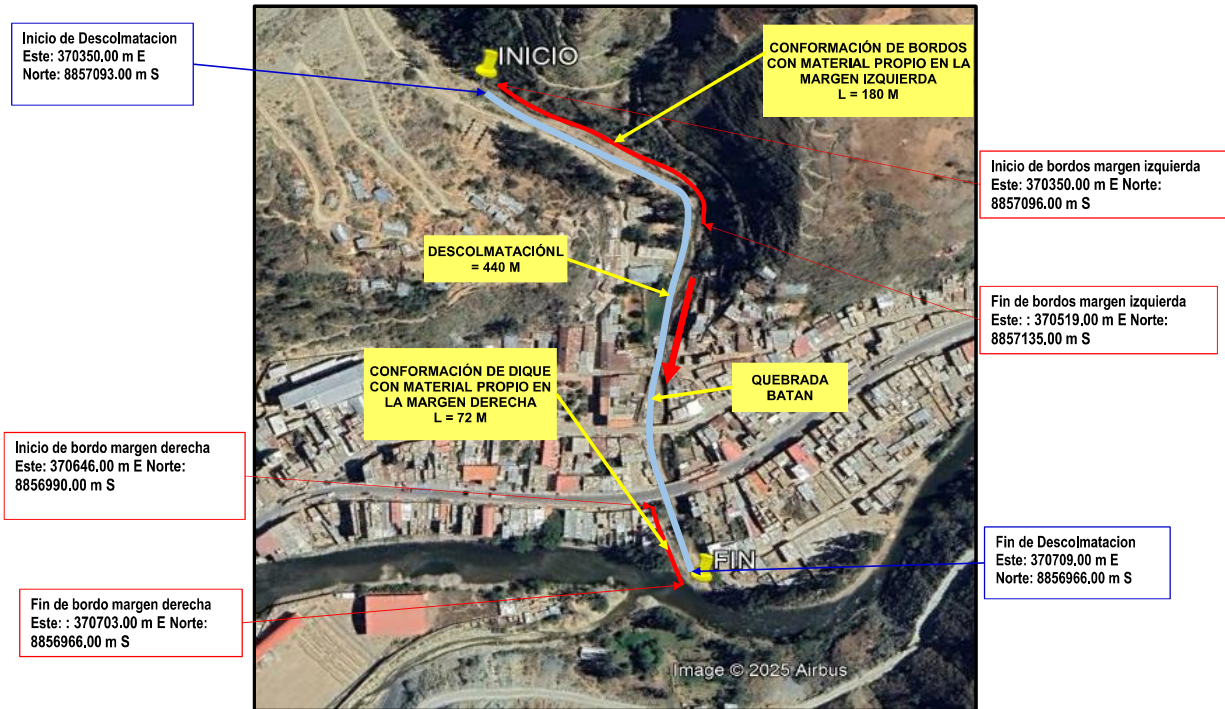 Inicio de Descolmatacion
Este: 370350.00 m E
Norte: 8857093.00 m S
INICIO
CONFORMACIÓN DE BORDOS
CON MATERIAL PROPIO EN LA
MARGEN IZQUIERDA
L = 180 M
Inicio de bordos margen izquierda
Este: 370350.00 m E Norte:
8857096.00 m S
DESCOLMATACIÓNL
= 440 M
Fin de bordos margen izquierda
Este: : 370519.00 m E Norte:
8857135.00 m S
CONFORMACIÓN DE DIQUE
CON MATERIAL PROPIO EN
LA MARGEN DERECHA
L = 72 M
QUEBRADA
BATAN
Inicio de bordo margen derecha
Este: 370646.00 m E Norte:
8856990.00 m S
FIN
Fin de Descolmatacion
Este: 370709.00 m E
Norte: 8856966.00 m S
Fin de bordo margen derecha
Este: : 370703.00 m E Norte:
8856966.00 m S
Image © 2025 Airbus